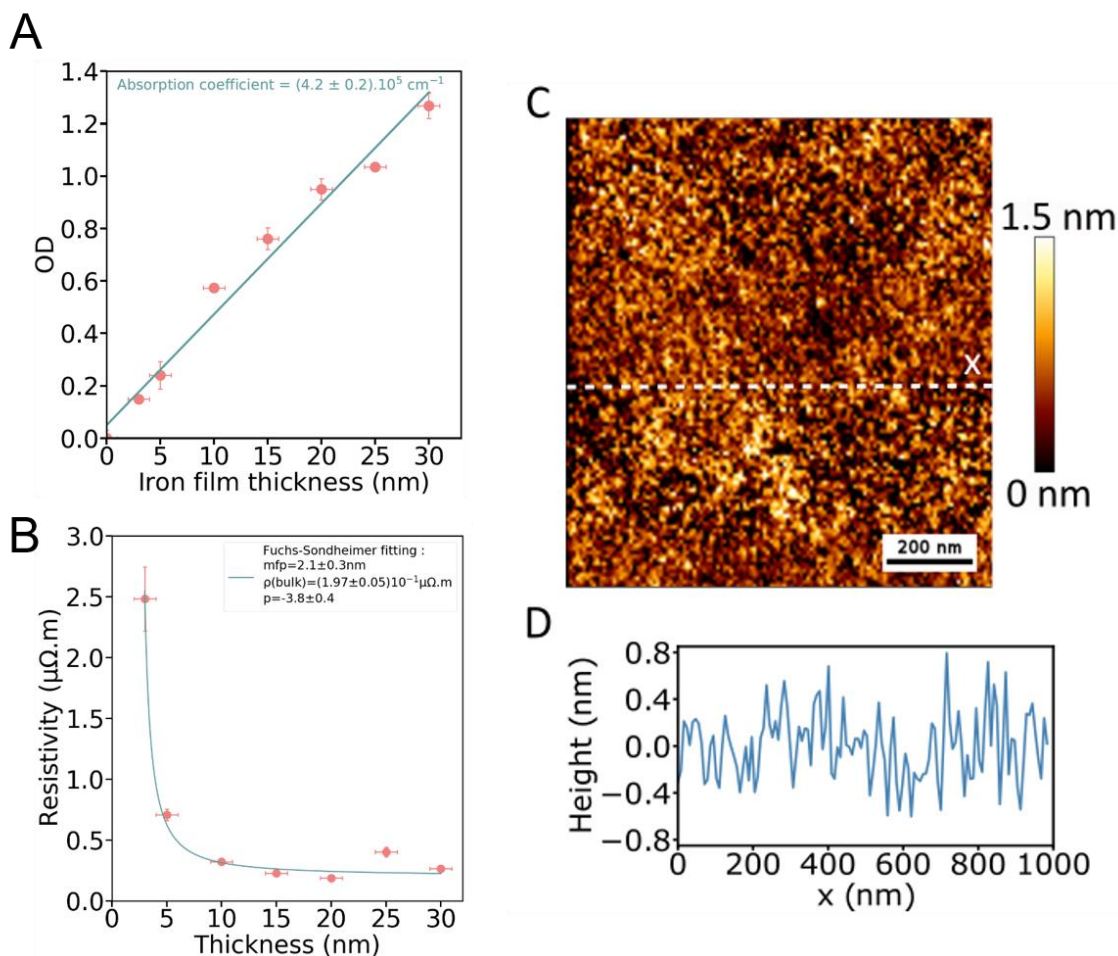 A
1.4
1.2
1.0
0.8
0.6
0.4
0.2
0.0
OD
Absorption coefficient = (4.2 ± 0.2).10⁵ cm⁻¹
0 5 10 15 20 25 30
Iron film thickness (nm)
B
3.0
2.5
2.0
1.5
1.0
0.5
0.0
Resistivity (μΩ.m)
Fuchs-Sondheimer fitting :
mfp=2.1±0.3nm
ρ(bulk)=(1.97±0.05)10⁻¹μΩ.m
p=-3.8±0.4
0 5 10 15 20 25 30
Thickness (nm)
C
X
200 nm
1.5 nm
0 nm
D
0.8
0.4
0.0
−0.4
−0.8
Height (nm)
0 200 400 600 800 1000
x (nm)